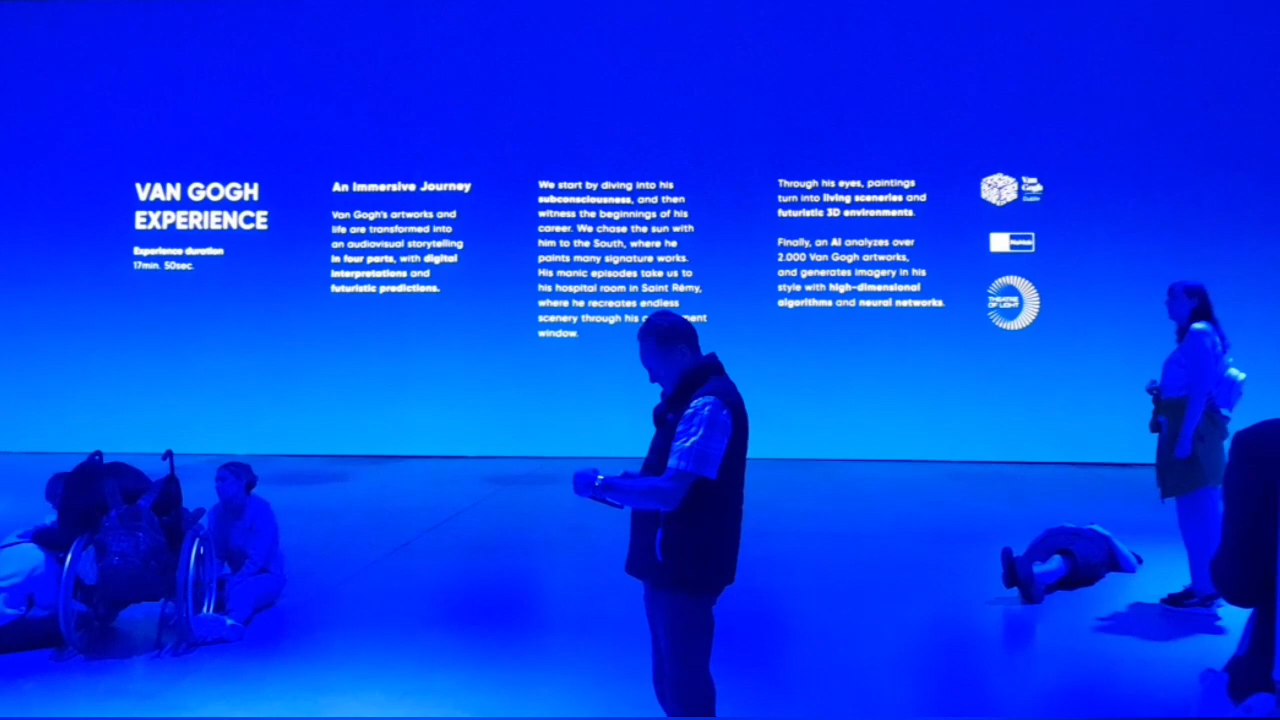 VAN GOGH
EXPERIENCE
Experience duration
17min. 50sec.
An Immersive Journey
Van Gogh's artworks and
life are transformed into
an audiovisual storytelling
in four parts, with digital
interpretations and
futuristic predictions.
We start by diving into his
subconsciousness, and then
witness the beginnings of his
career. We chase the sun with
him to the South, where he
paints many signature works.
His manic episodes take us to
his hospital room in Saint Rémy,
where he recreates endless
scenery through his
window.
Through his eyes, paintings
turn into living sceneries and
futuristic 3D environments.
Finally, an AI analyzes over
2.000 Van Gogh artworks,
and generates imagery in his
style with high-dimensional
algorithms and neural networks.
Van
Gogh
THEATRE
OF LIGHT